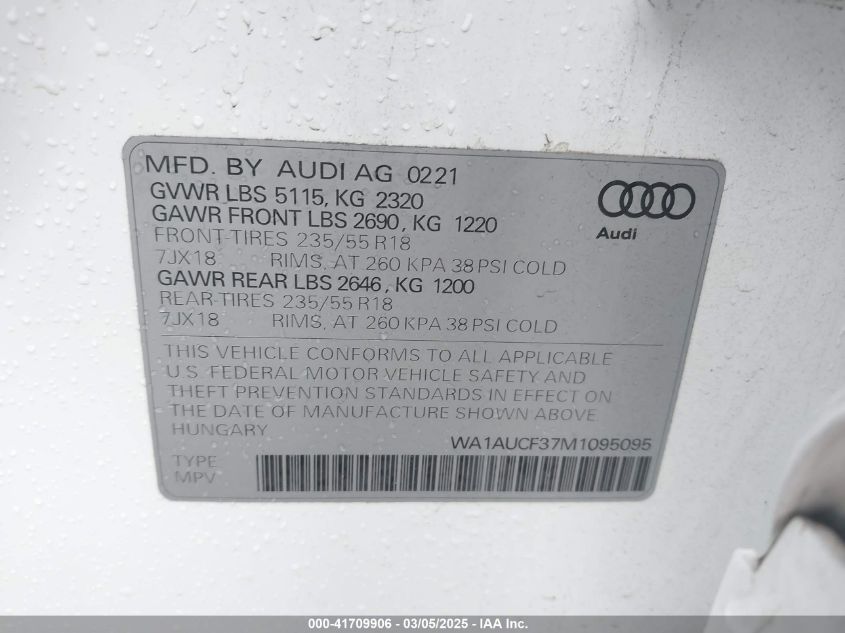 MFD. BY AUDI AG 0221
GVWR LBS 5115, KG 2320
GAWR FRONT LBS 2690, KG 1220
FRONT-TIRES 235/55 R18
7JX18 RIMS, AT 260 KPA 38 PSI COLD
GAWR REAR LBS 2646, KG 1200
REAR-TIRES 235/55 R18
7JX18 RIMS, AT 260 KPA 38 PSI COLD
Audi
THIS VEHICLE CONFORMS TO ALL APPLICABLE
U.S. FEDERAL MOTOR VEHICLE SAFETY AND
THEFT PREVENTION STANDARDS IN EFFECT ON
THE DATE OF MANUFACTURE SHOWN ABOVE
HUNGARY WA1AUCF37M1095095
TYPE
MPV
000-41709906 - 03/05/2025 - WA1AUCF37M1095095 - IAA Inc.